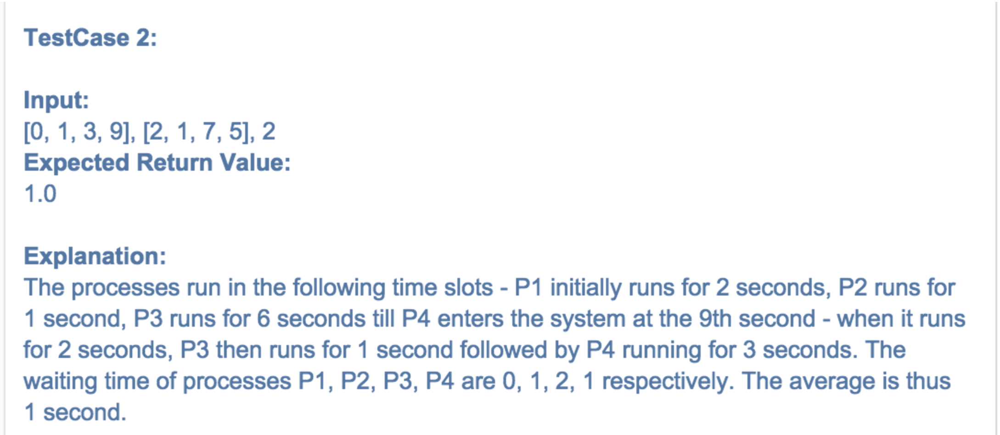 TestCase 2:
Input:
[0, 1, 3, 9], [2, 1, 7, 5], 2
Expected Return Value:
1.0
Explanation:
The processes run in the following time slots - P1 initially runs for 2 seconds, P2 runs for
1 second, P3 runs for 6 seconds till P4 enters the system at the 9th second - when it runs
for 2 seconds, P3 then runs for 1 second followed by P4 running for 3 seconds. The
waiting time of processes P1, P2, P3, P4 are 0, 1, 2, 1 respectively. The average is thus
1 second.